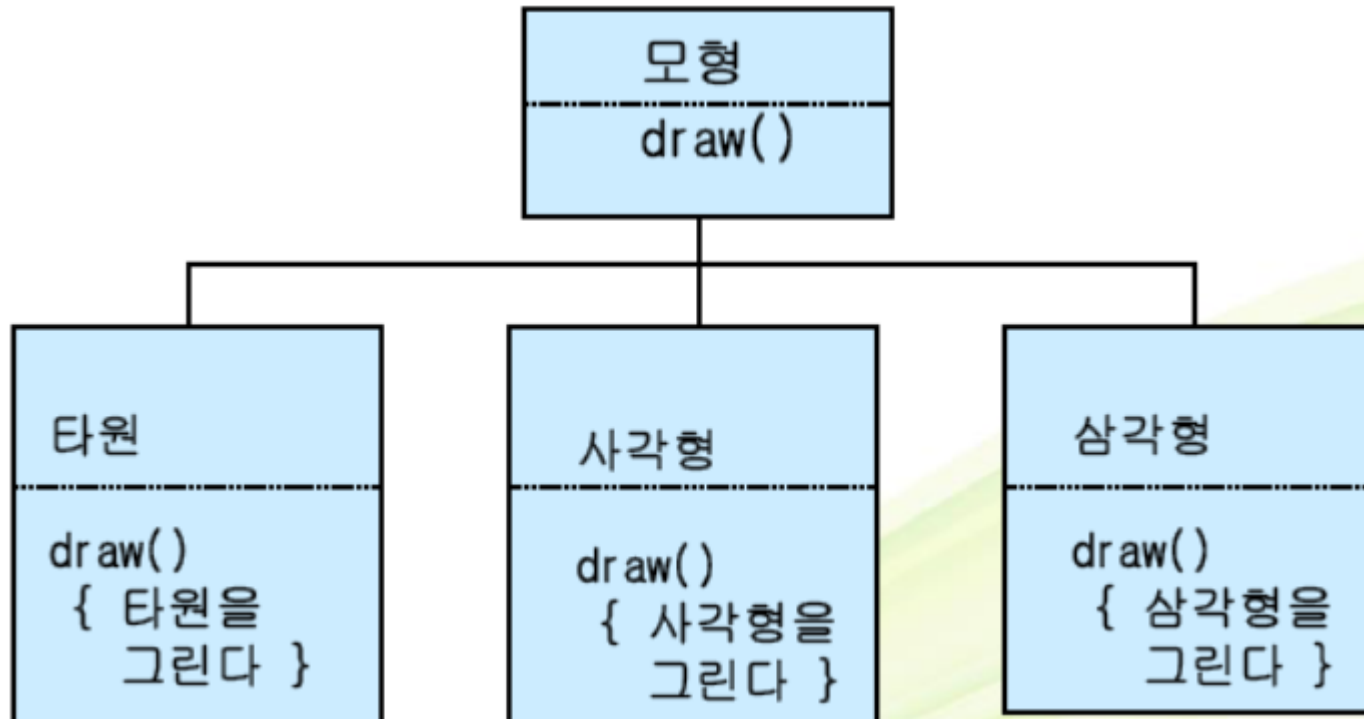 모형
draw()
타원
draw()
{ 타원을
그린다 }
사각형
draw()
{ 사각형을
그린다 }
삼각형
draw()
{ 삼각형을
그린다 }